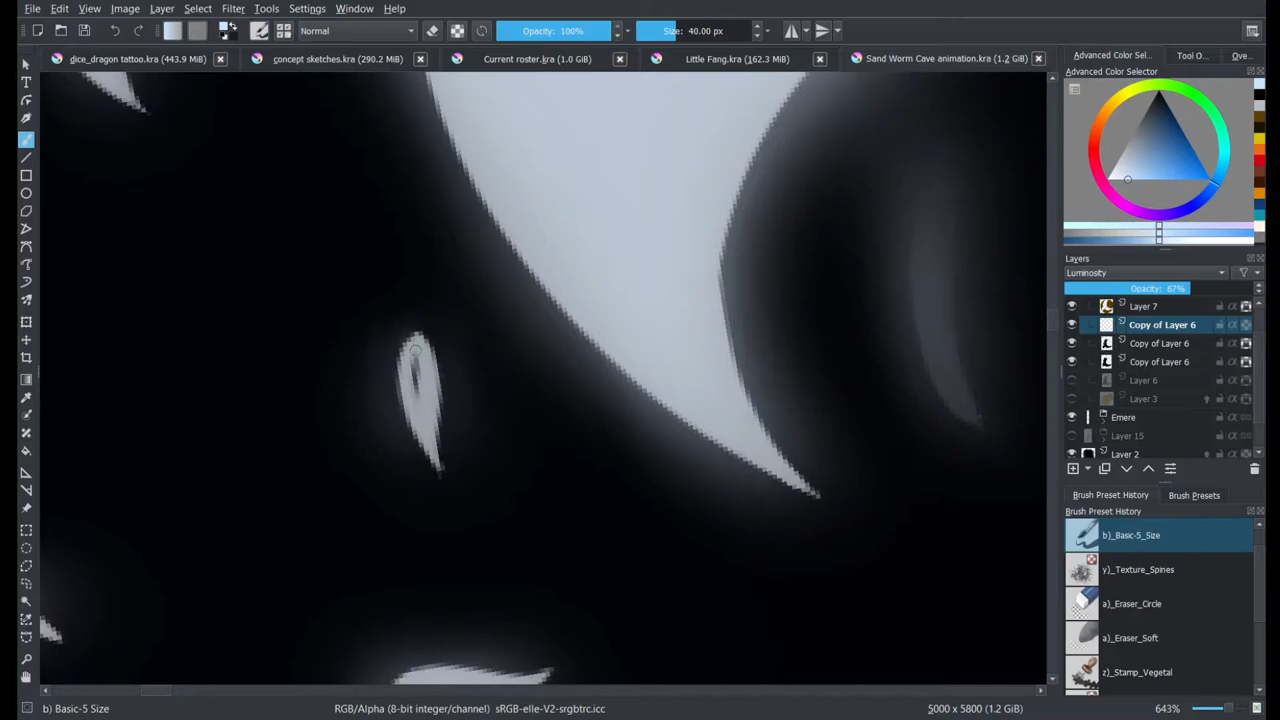 File Edit View Image Layer Select Filter Tools Settings Window Help
Normal Opacity: 100% Size: 40.00 px
dice_dragon tattoo.kra (443.9 MiB) concept sketches.kra (290.2 MiB) Current roster.kra (1.0 GiB) Little Fang.kra (162.3 MiB) Sand Worm Cave animation.kra (1.2 GiB)
Advanced Color Sel... Tool O... Ove...
Advanced Color Selector
Layers
Luminosity
Opacity: 67%
Layer 7
Copy of Layer 6
Copy of Layer 6
Copy of Layer 6
Layer 6
Layer 3
Emere
Layer 15
Layer 2
Brush Preset History Brush Presets
Brush Preset History
b)_Basic-5_Size
y)_Texture_Spines
a)_Eraser_Circle
a)_Eraser_Soft
z)_Stamp_Vegetal
b) Basic-5 Size RGB/Alpha (8-bit integer/channel) sRGB-elle-V2-srgbtrc.icc 5000 x 5800 (1.2 GiB) 643%